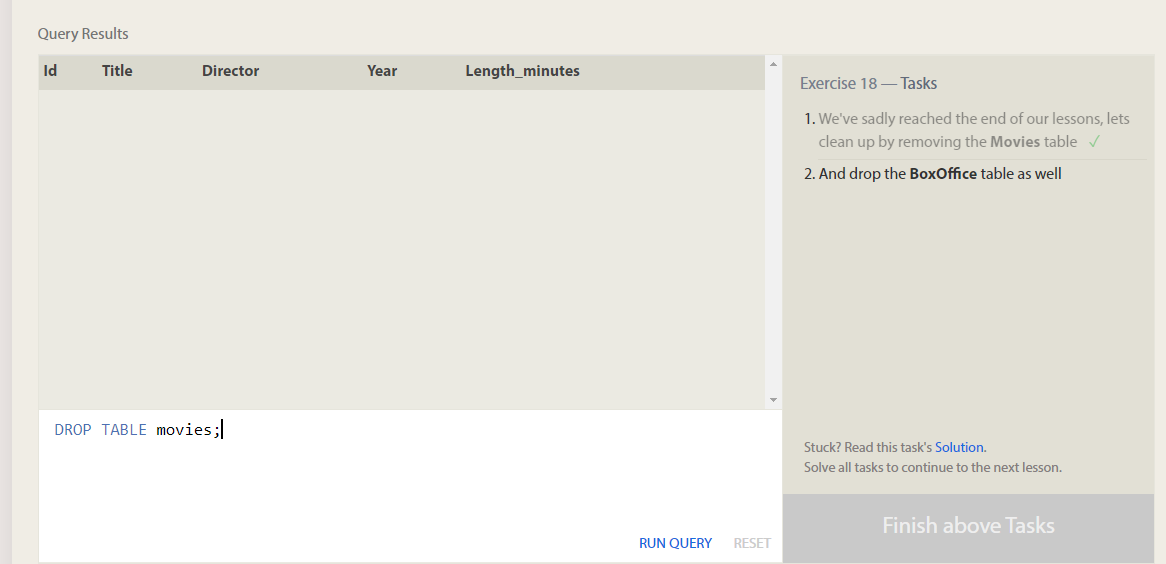 Query Results
Id Title Director Year Length_minutes
Exercise 18 — Tasks
1. We've sadly reached the end of our lessons, lets
clean up by removing the Movies table ✓
2. And drop the BoxOffice table as well
DROP TABLE movies;
Stuck? Read this task's Solution.
Solve all tasks to continue to the next lesson.
RUN QUERY RESET
Finish above Tasks